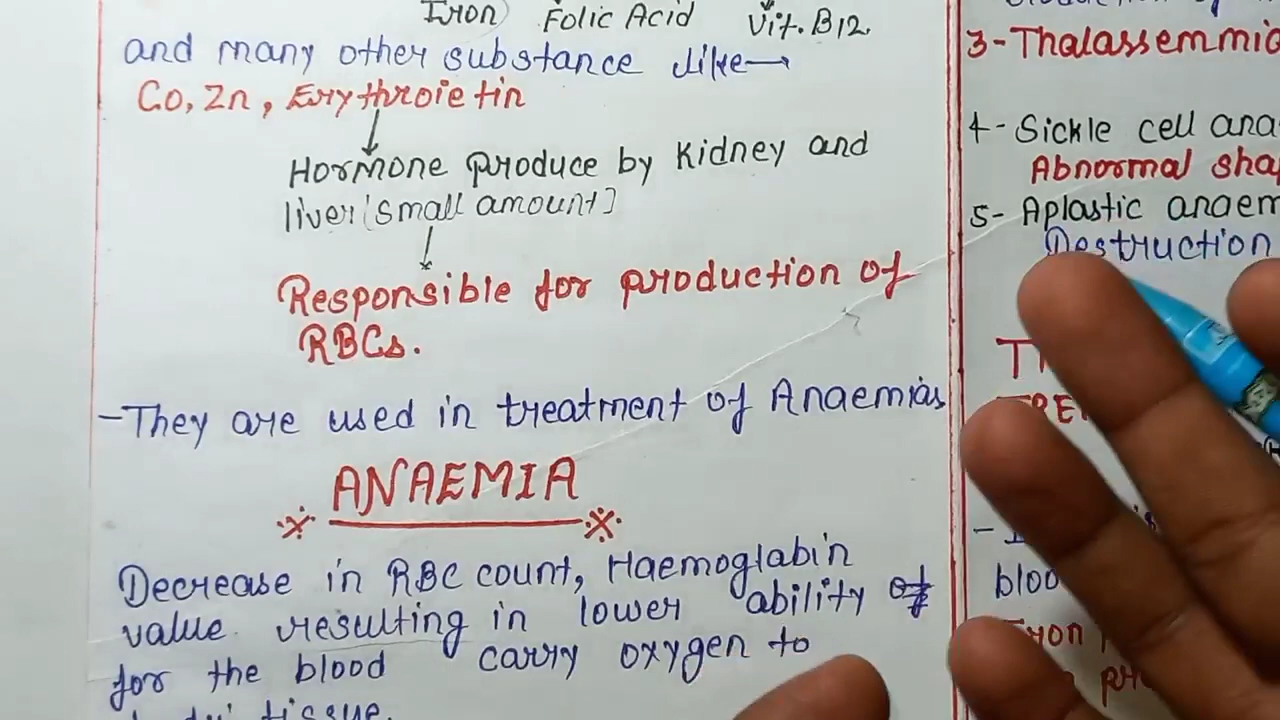 Iron Folic Acid Vit. B12.
and many other substance like→
Co, Zn, Erythroietin
Hormone produce by Kidney and
liver (small amount)
Responsible for production of
RBCs.
-They are used in treatment of Anaemias
ANAEMIA
Decrease in RBC count, Haemoglabin
value resulting in lower ability of
for the blood carry oxygen to
tissue.
3-Thalassemmia
4- Sickle cell ana
Abnormal sha
5- Aplastic anaem
Destruction
bloo
Iron